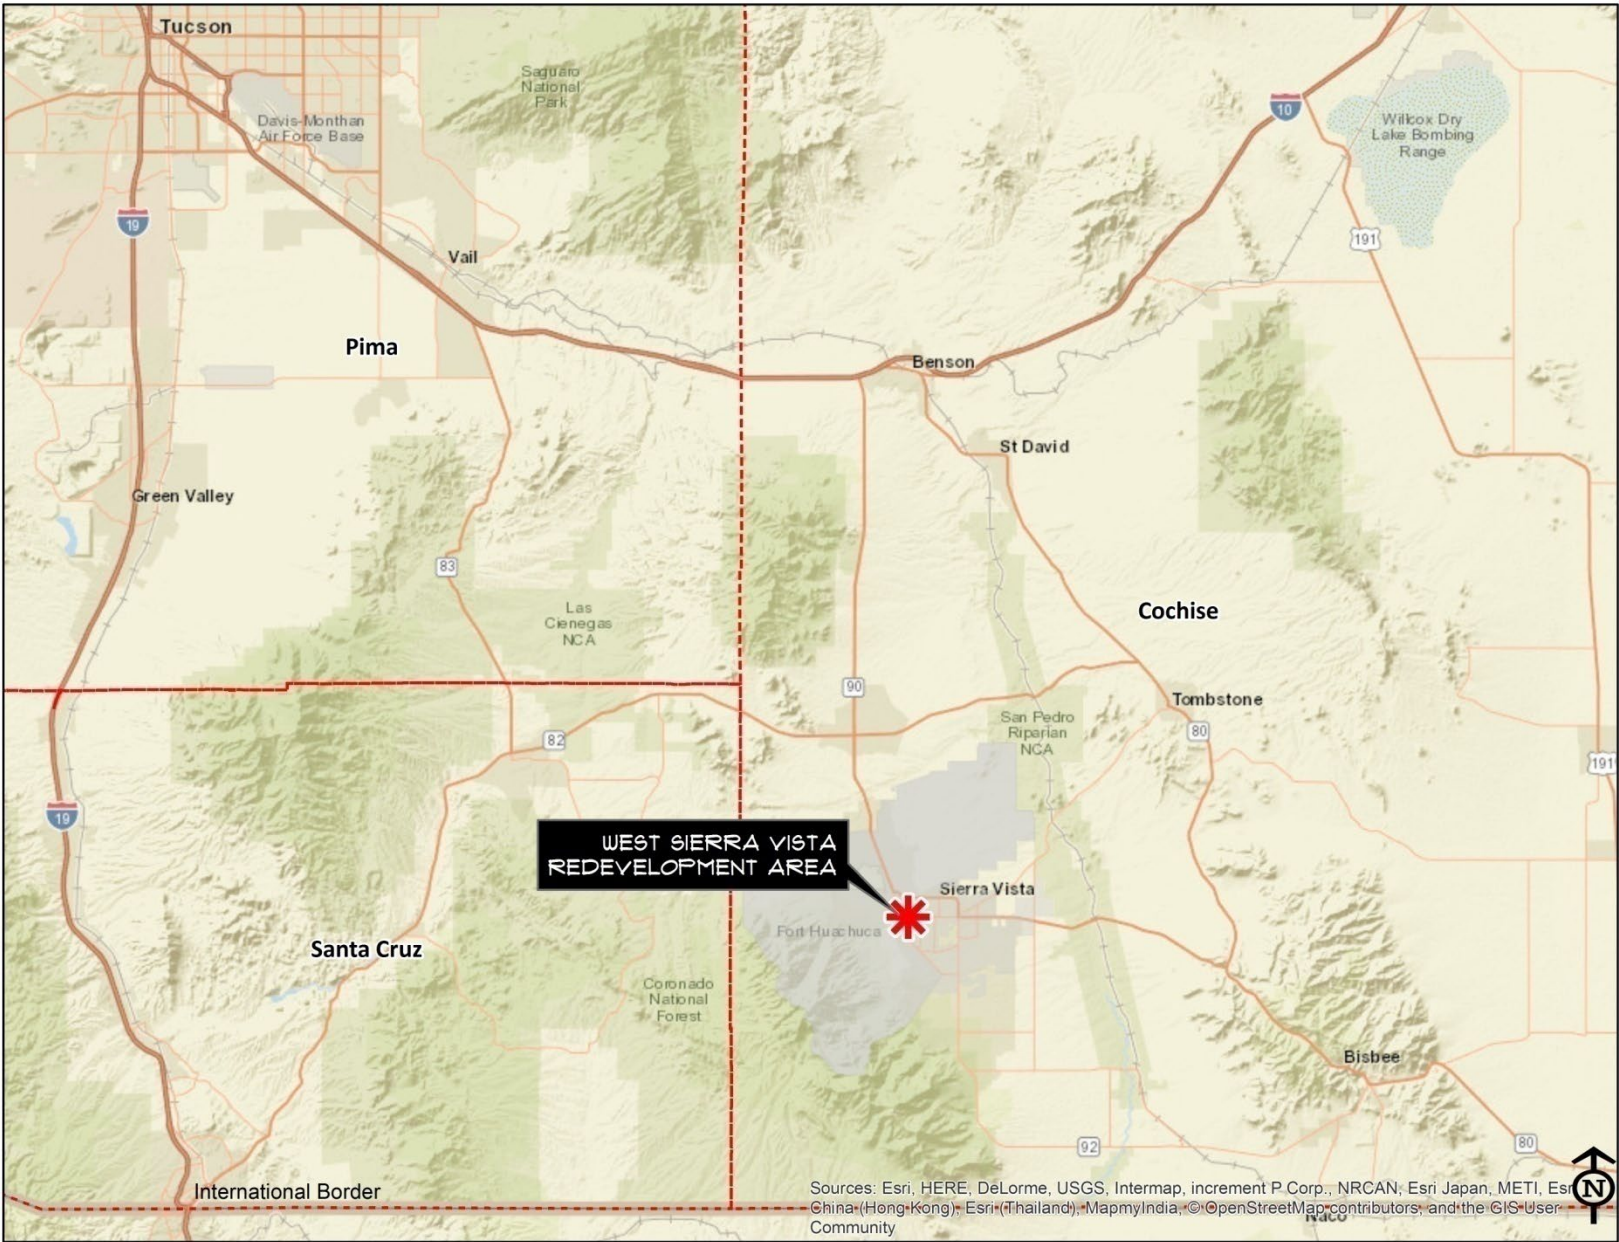 Tucson
Saguaro
National
Park
Davis-Monthan
Air Force Base
10
Willcox Dry
Lake Bombing
Range
19
191
Vail
Pima
Benson
St David
Green Valley
83
Las
Cienegas
NCA
Cochise
90
Tombstone
San Pedro
Riparian
NCA
80
82
191
19
WEST SIERRA VISTA
REDEVELOPMENT AREA
Sierra Vista
Fort Huachuca
Santa Cruz
Coronado
National
Forest
Bisbee
92
80
International Border
N
Sources: Esri, HERE, DeLorme, USGS, Intermap, increment P Corp., NRCAN, Esri Japan, METI, Esri
China (Hong Kong), Esri (Thailand), MapmyIndia, © OpenStreetMap contributors, and the GIS User
Community
Naco